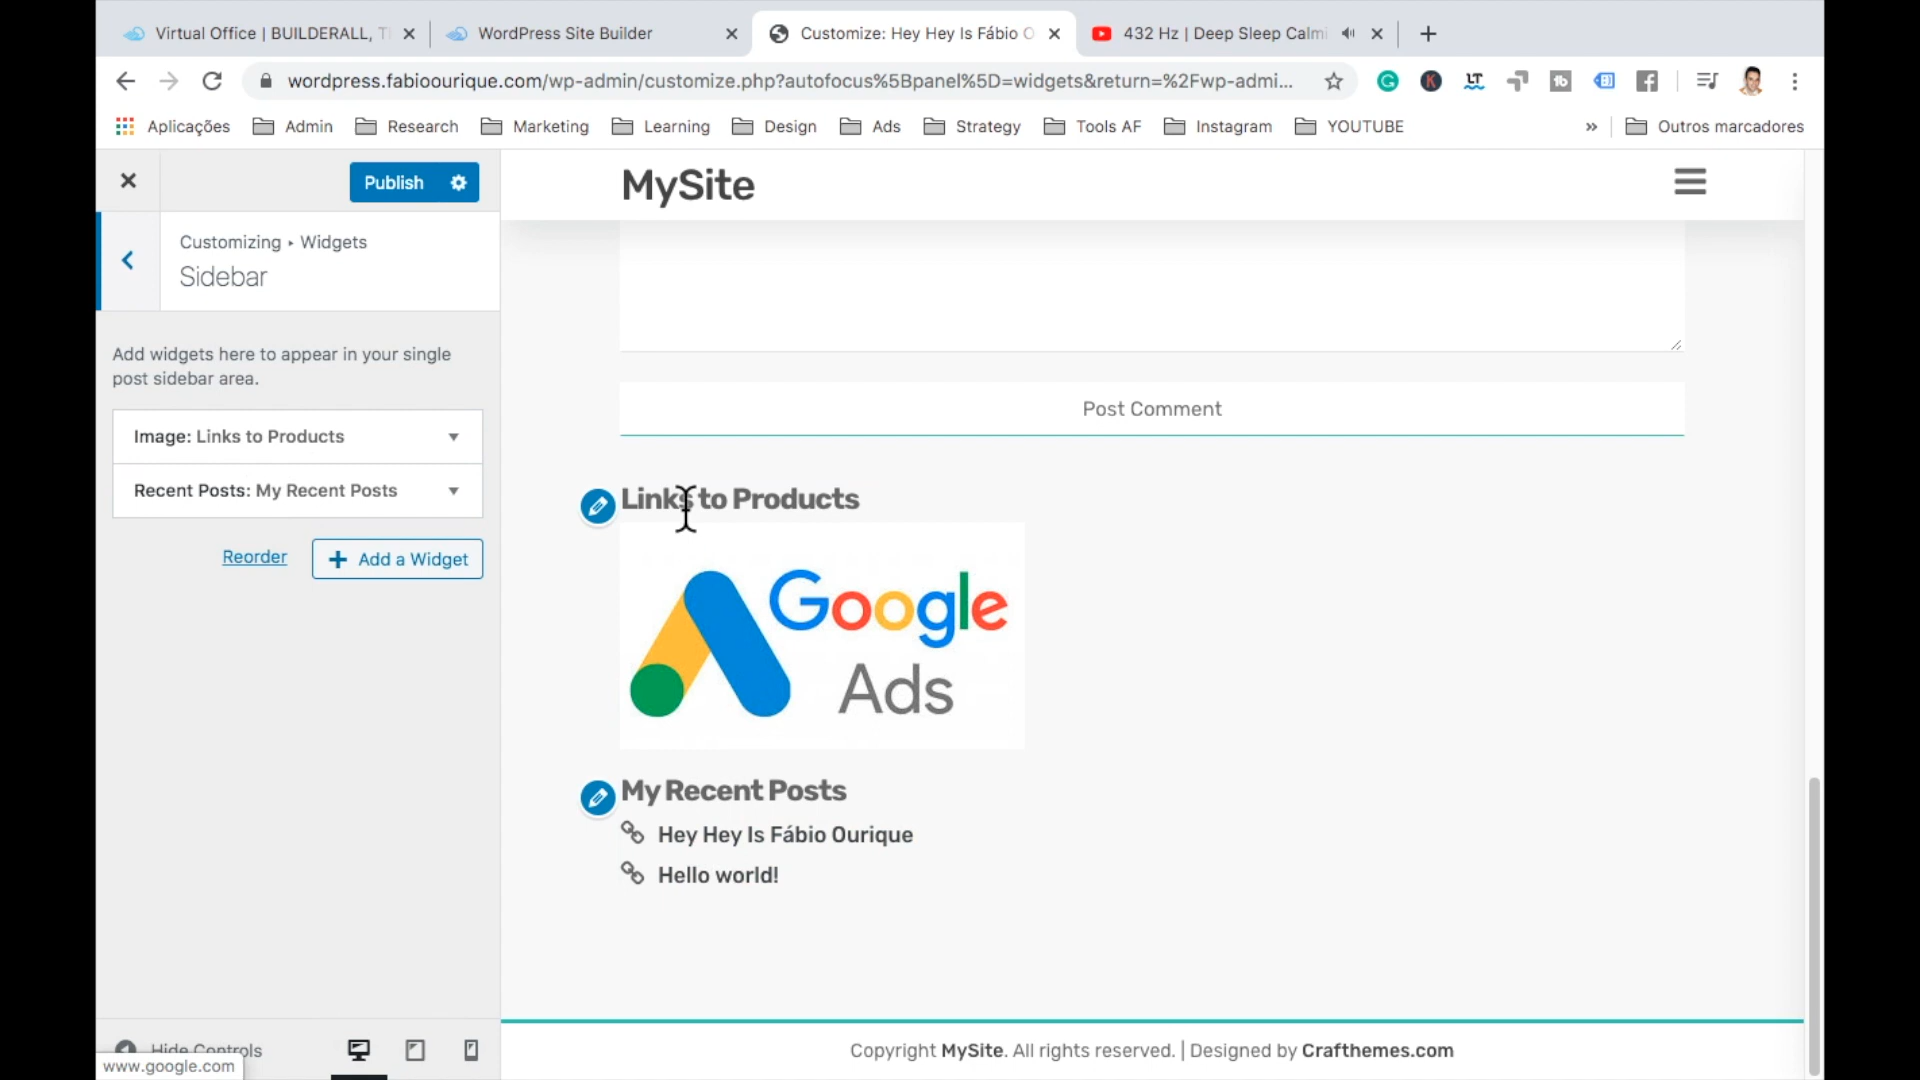 Virtual Office | BUILDERALL, T
WordPress Site Builder
Customize: Hey Hey Is Fábio O
432 Hz | Deep Sleep Calmi
wordpress.fabioourique.com/wp-admin/customize.php?autofocus%5Bpanel%5D=widgets&return=%2Fwp-admi...
Aplicações
Admin
Research
Marketing
Learning
Design
Ads
Strategy
Tools AF
Instagram
YOUTUBE
Outros marcadores
Publish
Customizing ▸ Widgets
Sidebar
Add widgets here to appear in your single
post sidebar area.
Image: Links to Products
Recent Posts: My Recent Posts
Reorder
Add a Widget
Hide Controls
www.google.com
MySite
Post Comment
Links to Products
Google
Ads
My Recent Posts
Hey Hey Is Fábio Ourique
Hello world!
Copyright MySite. All rights reserved. | Designed by Crafthemes.com